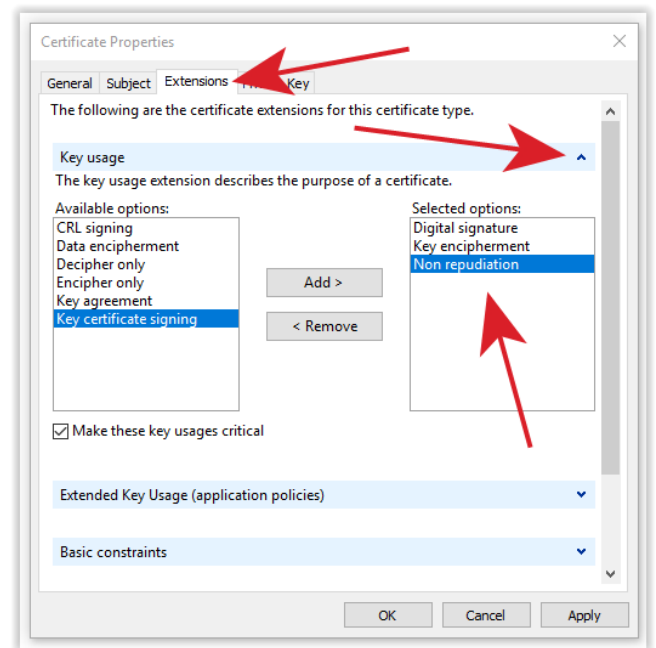 Certificate Properties
General Subject Extensions Key
The following are the certificate extensions for this certificate type.
Key usage
The key usage extension describes the purpose of a certificate.
Available options:
CRL signing
Data encipherment
Decipher only
Encipher only
Key agreement
Key certificate signing
Add >
< Remove
Selected options:
Digital signature
Key encipherment
Non repudiation
Make these key usages critical
Extended Key Usage (application policies)
Basic constraints
OK Cancel Apply